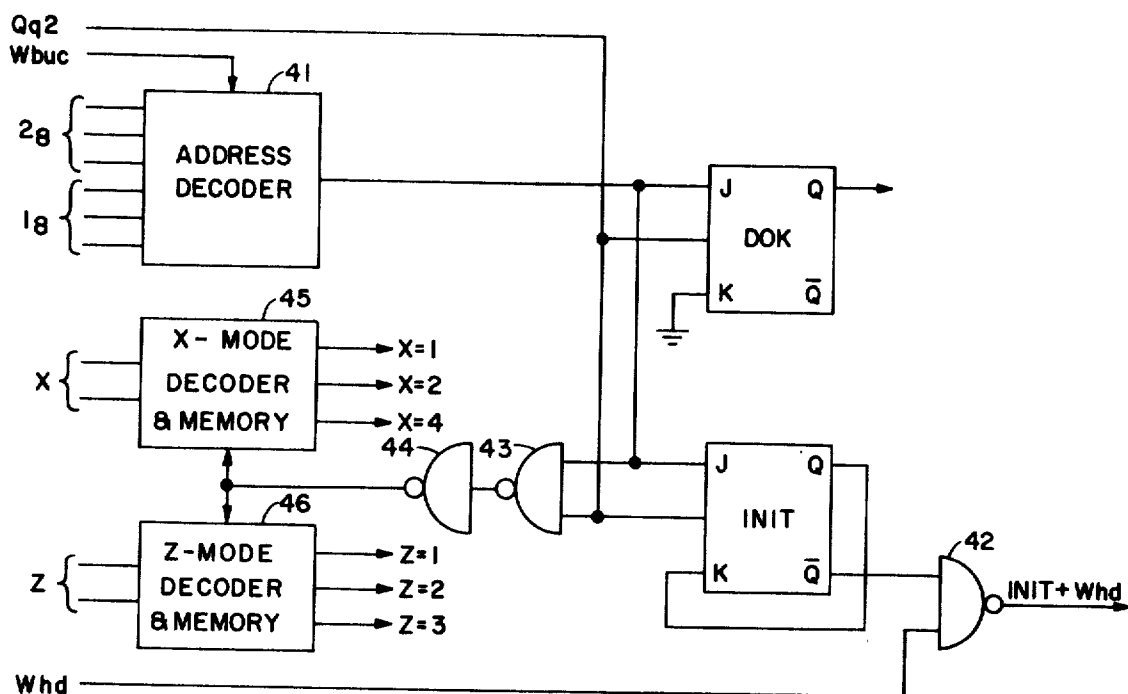 Qq2
Wbuc
41
2₈
1₈
ADDRESS
DECODER
J Q
DOK
K Q̅
45
X
X-MODE
DECODER
& MEMORY
X=1
X=2
X=4
44
43
J Q
INIT
K Q̅
46
Z
Z-MODE
DECODER
& MEMORY
Z=1
Z=2
Z=3
42
INIT + Whd
Whd